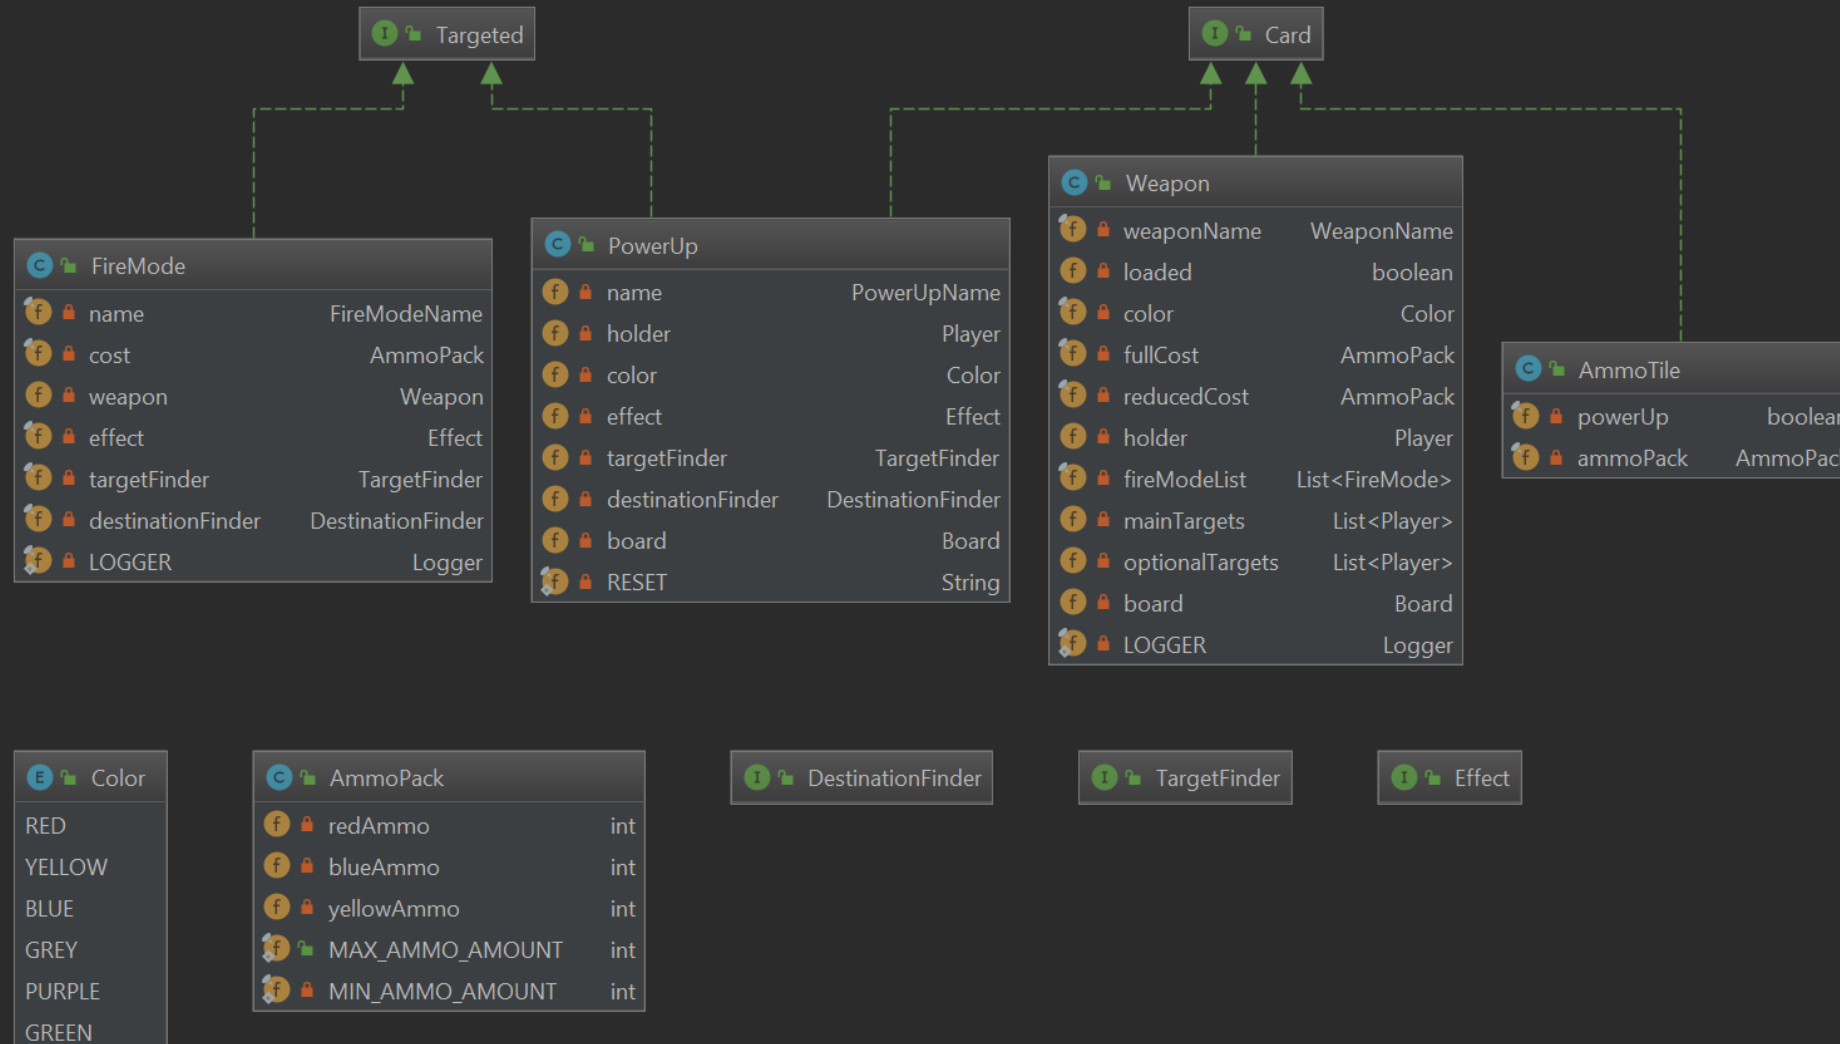 Targeted
Card
FireMode
name FireModeName
cost AmmoPack
weapon Weapon
effect Effect
targetFinder TargetFinder
destinationFinder DestinationFinder
LOGGER Logger
PowerUp
name PowerUpName
holder Player
color Color
effect Effect
targetFinder TargetFinder
destinationFinder DestinationFinder
board Board
RESET String
Weapon
weaponName WeaponName
loaded boolean
color Color
fullCost AmmoPack
reducedCost AmmoPack
holder Player
fireModeList List<FireMode>
mainTargets List<Player>
optionalTargets List<Player>
board Board
LOGGER Logger
AmmoTile
powerUp boolean
ammoPack AmmoPac
Color
RED
YELLOW
BLUE
GREY
PURPLE
GREEN
AmmoPack
redAmmo int
blueAmmo int
yellowAmmo int
MAX_AMMO_AMOUNT int
MIN_AMMO_AMOUNT int
DestinationFinder
TargetFinder
Effect